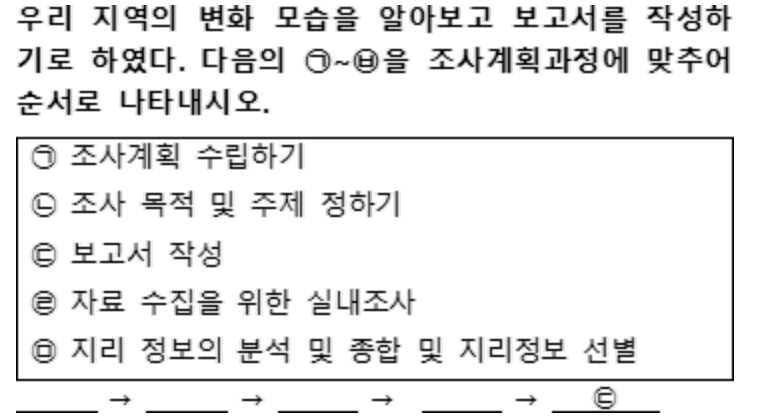 우리 지역의 변화 모습을 알아보고 보고서를 작성하
기로 하였다. 다음의 ㉠~㉥을 조사계획과정에 맞추어
순서로 나타내시오.
㉠ 조사계획 수립하기
㉡ 조사 목적 및 주제 정하기
㉢ 보고서 작성
㉣ 자료 수집을 위한 실내조사
㉤ 지리 정보의 분석 및 종합 및 지리정보 선별
_____ → _____ → _____ → _____ → __㉢__